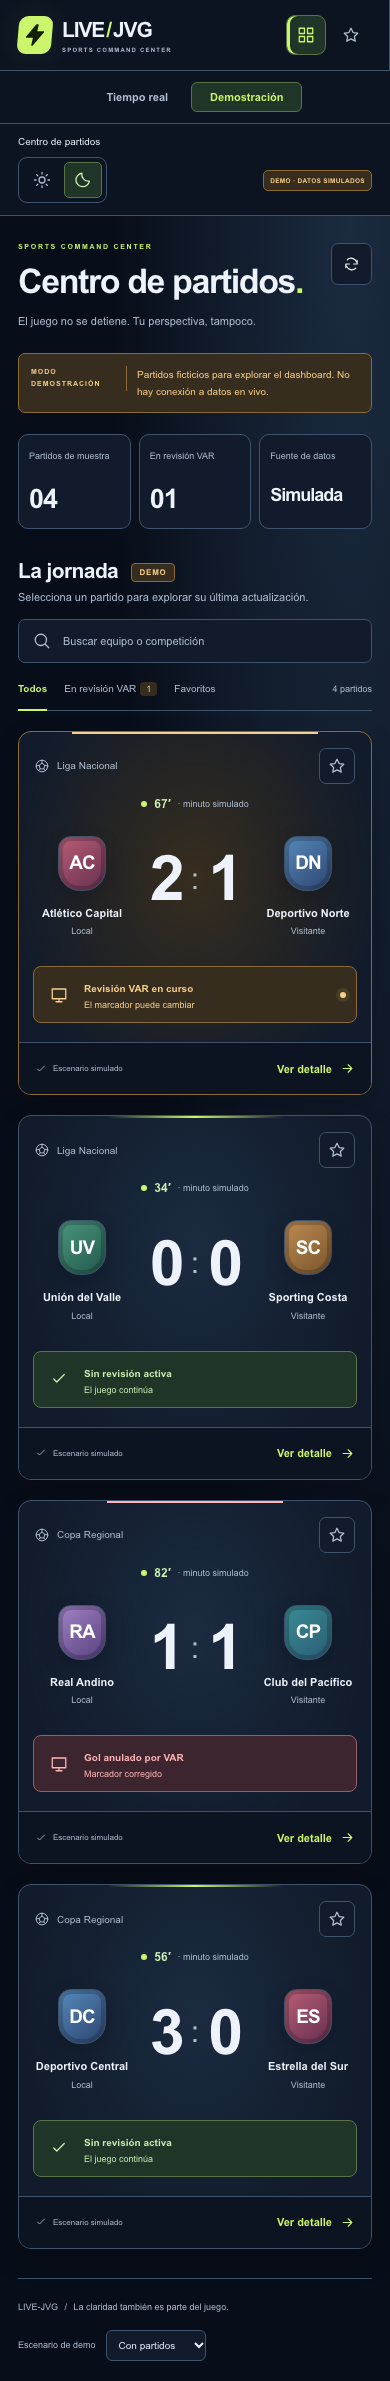 LIVE/JVG
SPORTS COMMAND CENTER
Tiempo real
Demostración
Centro de partidos
DEMO · DATOS SIMULADOS
SPORTS COMMAND CENTER
Centro de partidos.
El juego no se detiene. Tu perspectiva, tampoco.
MODO
DEMOSTRACIÓN
Partidos ficticios para explorar el dashboard. No
hay conexión a datos en vivo.
Partidos de muestra
04
En revisión VAR
01
Fuente de datos
Simulada
La jornada
DEMO
Selecciona un partido para explorar su última actualización.
Buscar equipo o competición
Todos
En revisión VAR 1
Favoritos
4 partidos
Liga Nacional
67′ · minuto simulado
AC
2 : 1
DN
Atlético Capital
Local
Deportivo Norte
Visitante
Revisión VAR en curso
El marcador puede cambiar
Escenario simulado
Ver detalle
Liga Nacional
34′ · minuto simulado
UV
0 : 0
SC
Unión del Valle
Local
Sporting Costa
Visitante
Sin revisión activa
El juego continúa
Escenario simulado
Ver detalle
Copa Regional
82′ · minuto simulado
RA
1 : 1
CP
Real Andino
Local
Club del Pacífico
Visitante
Gol anulado por VAR
Marcador corregido
Escenario simulado
Ver detalle
Copa Regional
56′ · minuto simulado
DC
3 : 0
ES
Deportivo Central
Local
Estrella del Sur
Visitante
Sin revisión activa
El juego continúa
Escenario simulado
Ver detalle
LIVE-JVG / La claridad también es parte del juego.
Escenario de demo
Con partidos